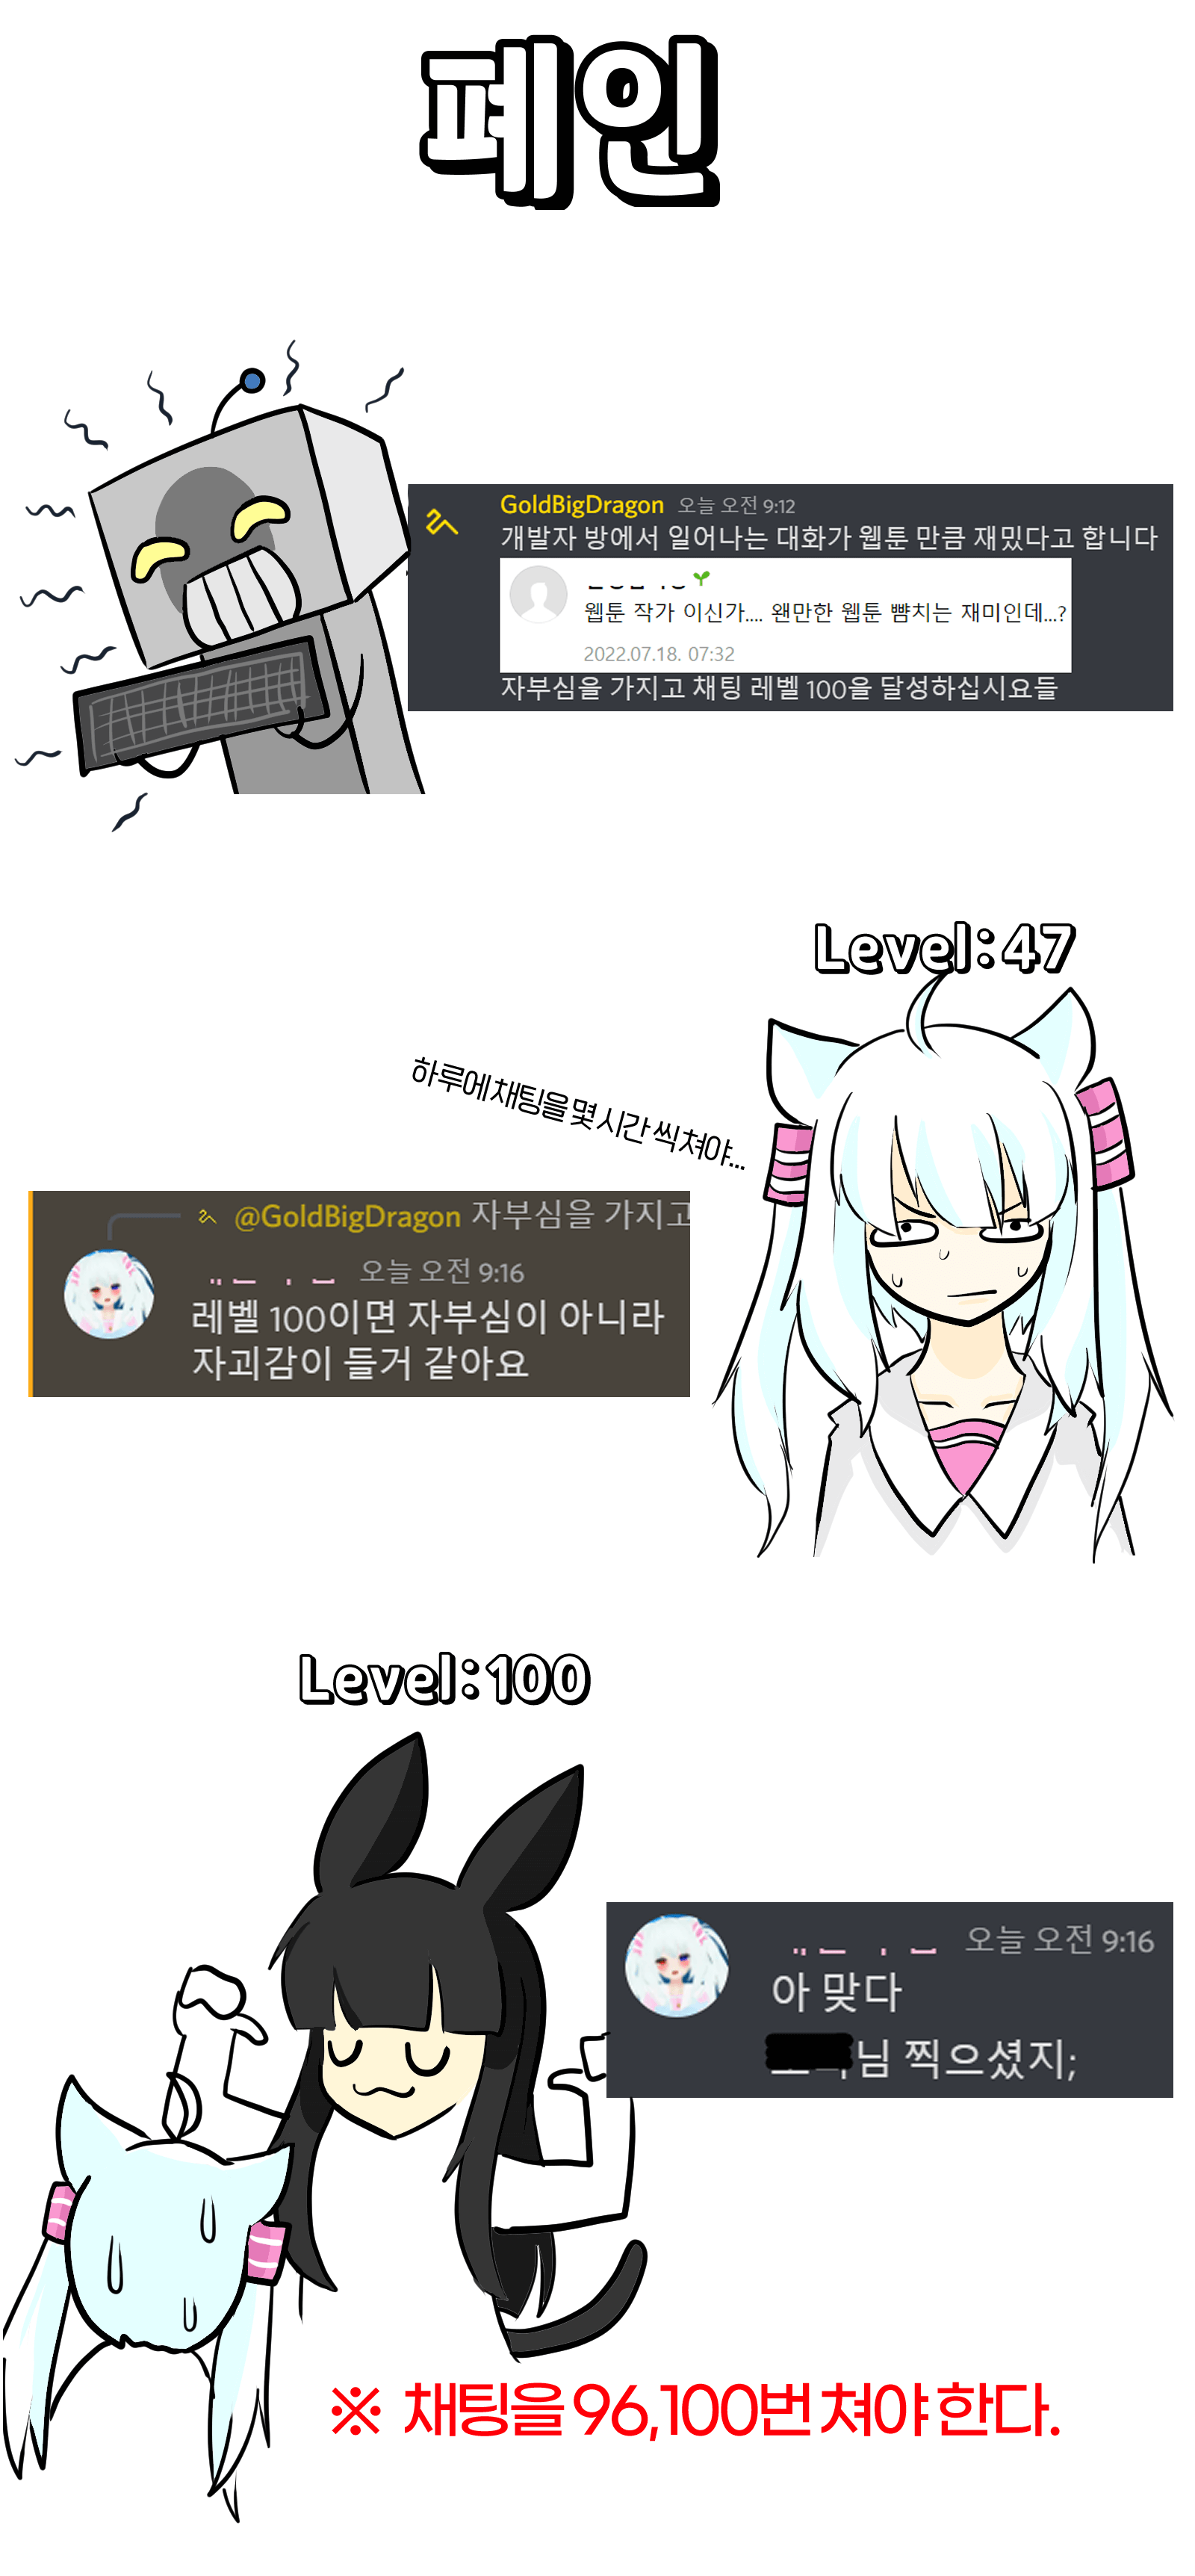 폐인
GoldBigDragon 오늘 오전 9:12
개발자 방에서 일어나는 대화가 웹툰 만큼 재밌다고 합니다
웹툰 작가 이신가.... 왠만한 웹툰 뺨치는 재미인데...?
2022.07.18. 07:32
자부심을 가지고 채팅 레벨 100을 달성하십시요들
Level:47
하루에 채팅을 몇 시간 씩 쳐야...
@GoldBigDragon 자부심을 가지고
오늘 오전 9:16
레벨 100이면 자부심이 아니라
자괴감이 들거 같아요
Level:100
오늘 오전 9:16
아 맞다
님 찍으셨지;
※ 채팅을 96,100번 쳐야 한다.